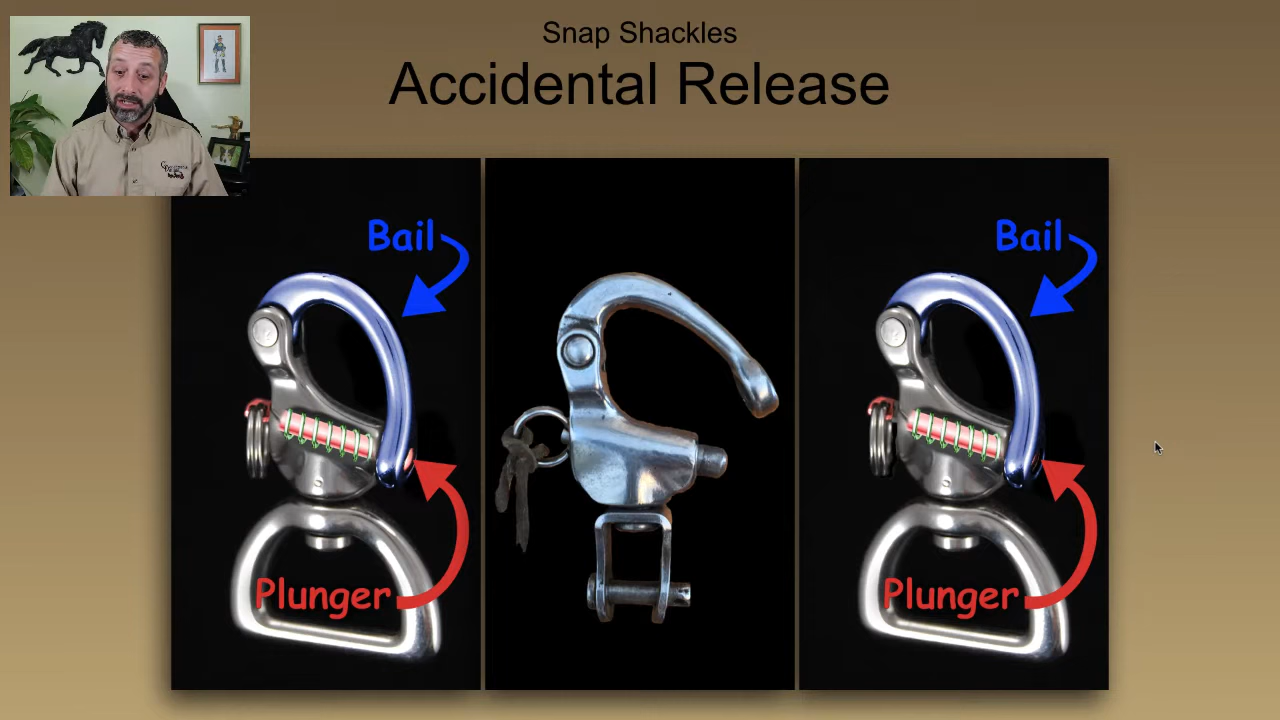 Snap Shackles
Accidental Release
Bail
Bail
Plunger
Plunger